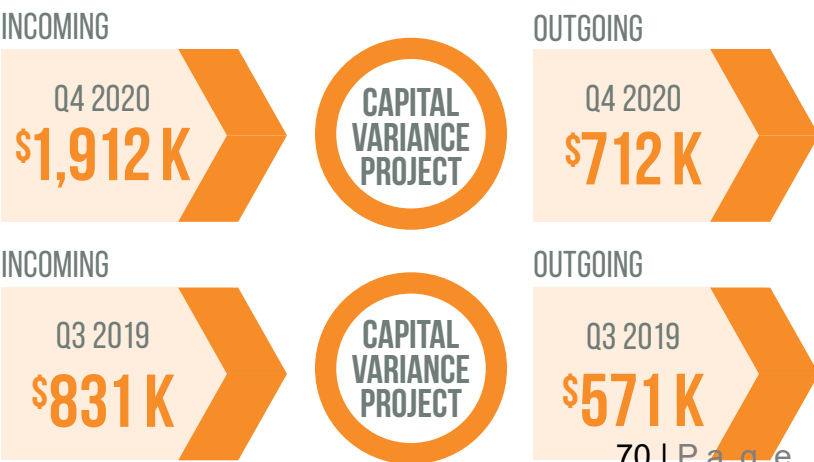 INCOMING
Q4 2020
$1,912 K
CAPITAL
VARIANCE
PROJECT
OUTGOING
Q4 2020
$712 K
INCOMING
Q3 2019
$831 K
CAPITAL
VARIANCE
PROJECT
OUTGOING
Q3 2019
$571 K
70 | P a g e